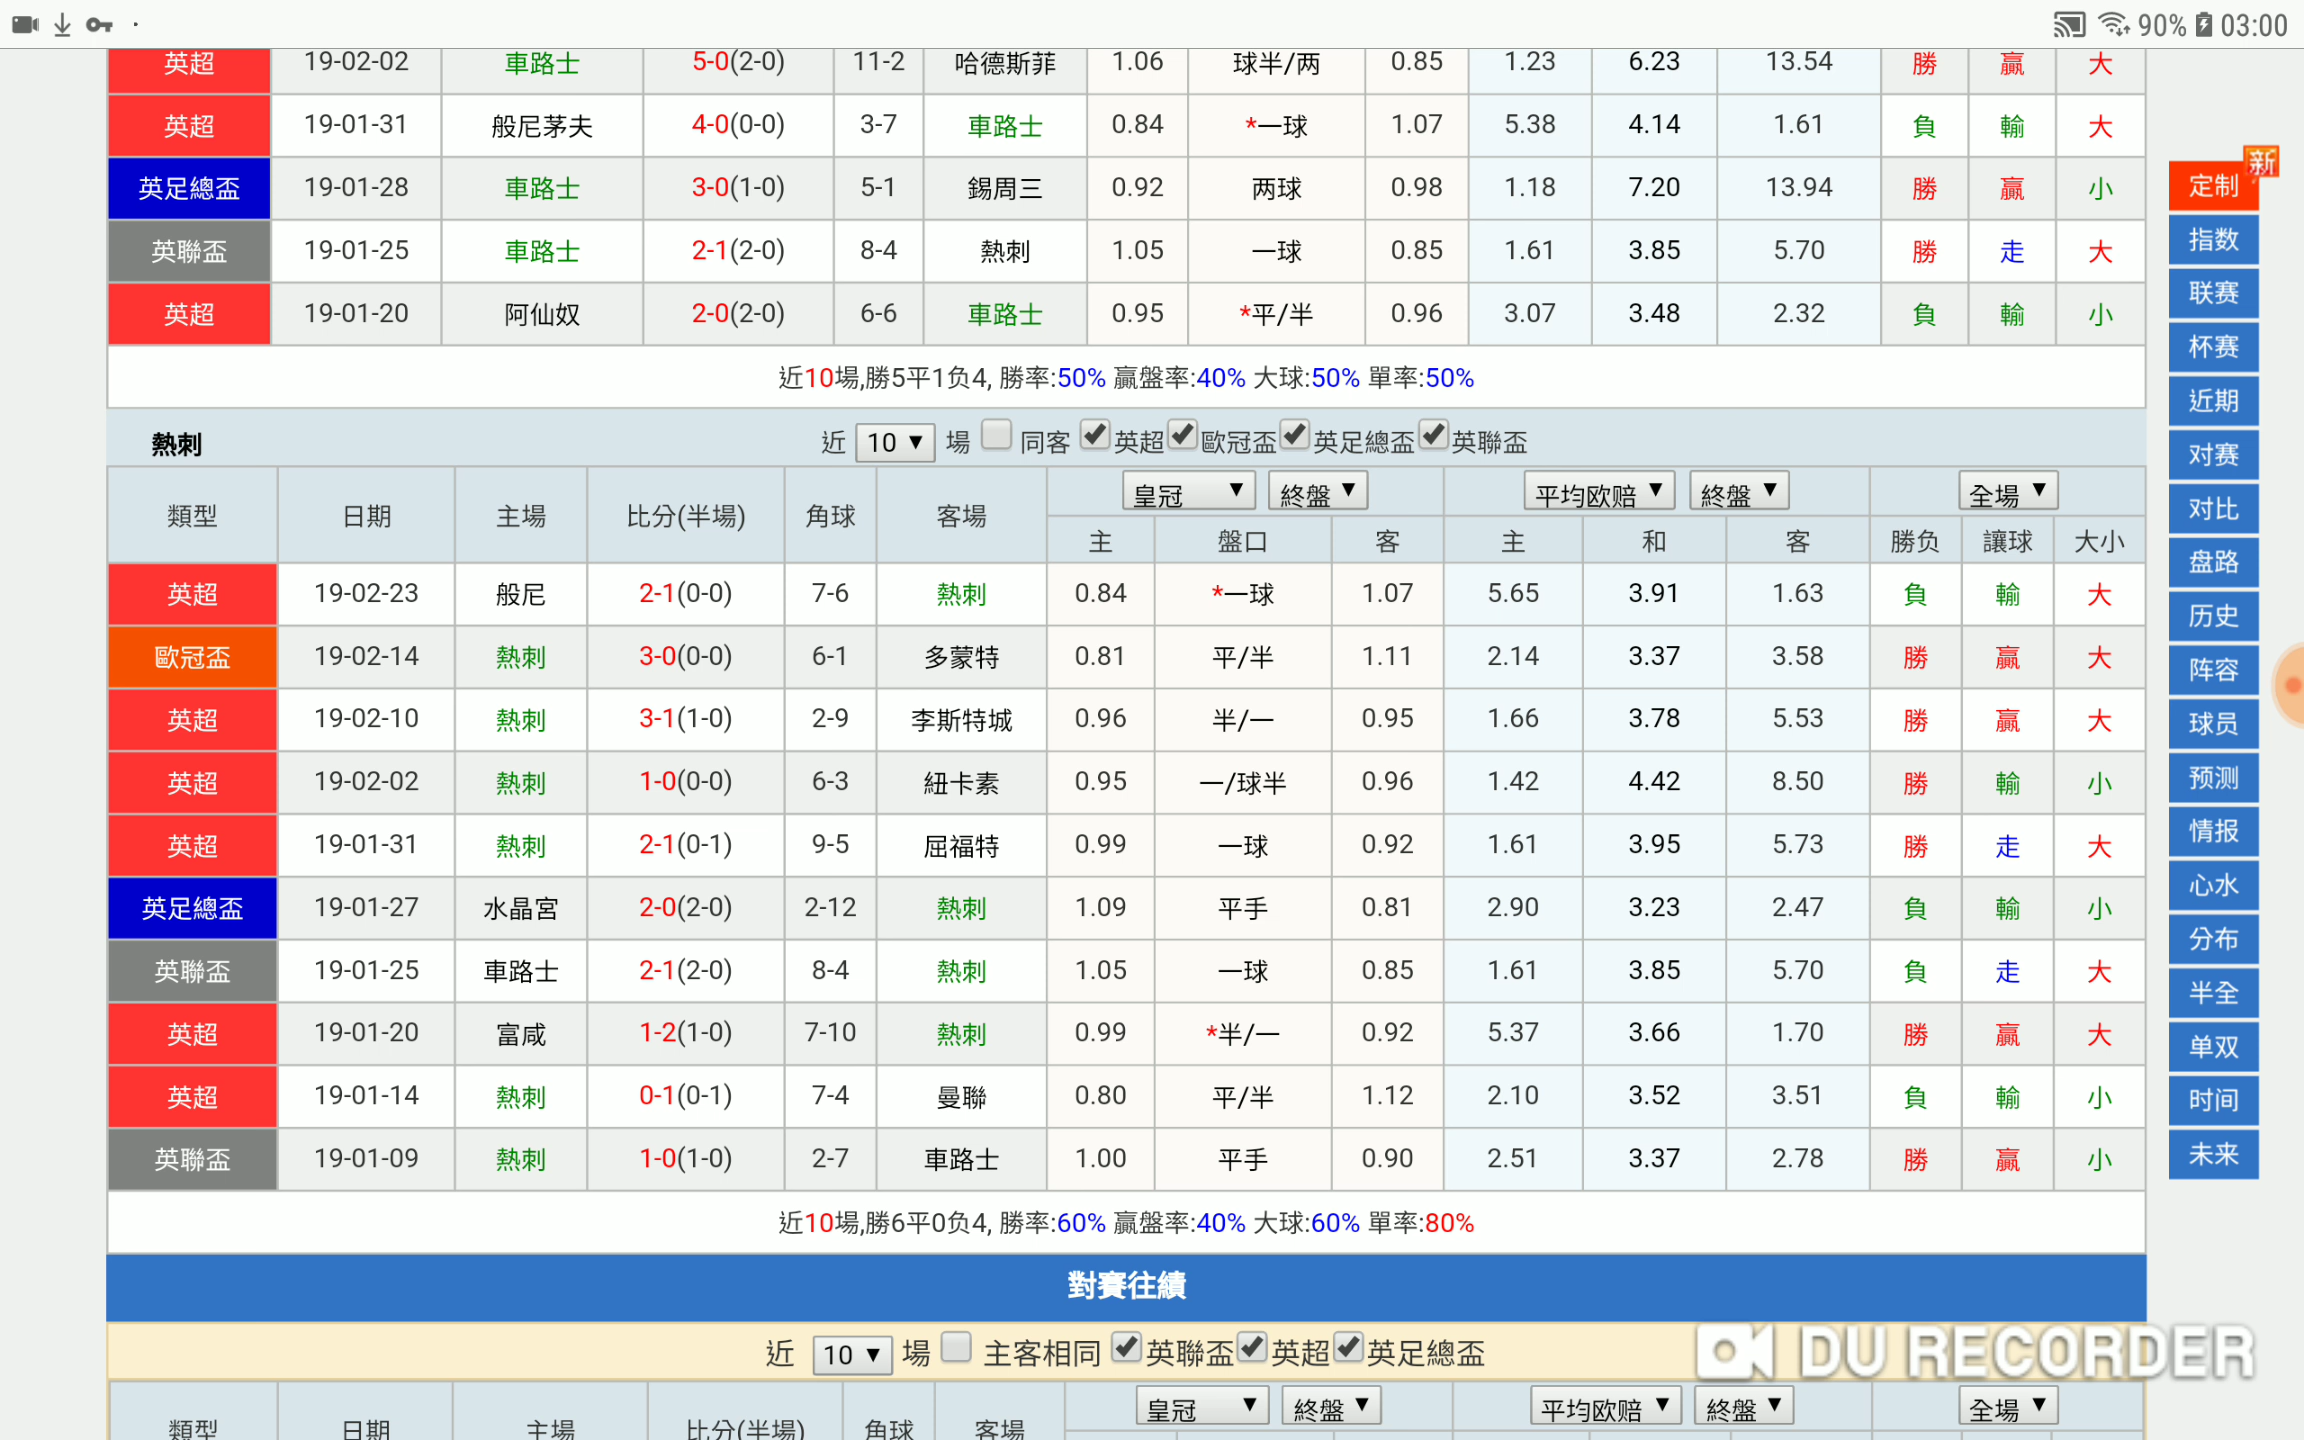 90% 03:00
英超 19-02-02 車路士 5-0(2-0) 11-2 哈德斯菲 1.06 球半/两 0.85 1.23 6.23 13.54 勝 贏 大
英超 19-01-31 般尼茅夫 4-0(0-0) 3-7 車路士 0.84 *一球 1.07 5.38 4.14 1.61 負 輸 大
英足總盃 19-01-28 車路士 3-0(1-0) 5-1 錫周三 0.92 两球 0.98 1.18 7.20 13.94 勝 贏 小
英聯盃 19-01-25 車路士 2-1(2-0) 8-4 熱刺 1.05 一球 0.85 1.61 3.85 5.70 勝 走 大
英超 19-01-20 阿仙奴 2-0(2-0) 6-6 車路士 0.95 *平/半 0.96 3.07 3.48 2.32 負 輸 小
近10場,勝5平1负4, 勝率:50% 贏盤率:40% 大球:50% 單率:50%
熱刺 近 10 場 同客 英超 歐冠盃 英足總盃 英聯盃
類型 日期 主場 比分(半場) 角球 客場 皇冠 終盤 平均欧赔 終盤 全場
主 盤口 客 主 和 客 勝负 讓球 大小
英超 19-02-23 般尼 2-1(0-0) 7-6 熱刺 0.84 *一球 1.07 5.65 3.91 1.63 負 輸 大
歐冠盃 19-02-14 熱刺 3-0(0-0) 6-1 多蒙特 0.81 平/半 1.11 2.14 3.37 3.58 勝 贏 大
英超 19-02-10 熱刺 3-1(1-0) 2-9 李斯特城 0.96 半/一 0.95 1.66 3.78 5.53 勝 贏 大
英超 19-02-02 熱刺 1-0(0-0) 6-3 紐卡素 0.95 一/球半 0.96 1.42 4.42 8.50 勝 輸 小
英超 19-01-31 熱刺 2-1(0-1) 9-5 屈福特 0.99 一球 0.92 1.61 3.95 5.73 勝 走 大
英足總盃 19-01-27 水晶宮 2-0(2-0) 2-12 熱刺 1.09 平手 0.81 2.90 3.23 2.47 負 輸 小
英聯盃 19-01-25 車路士 2-1(2-0) 8-4 熱刺 1.05 一球 0.85 1.61 3.85 5.70 負 走 大
英超 19-01-20 富咸 1-2(1-0) 7-10 熱刺 0.99 *半/一 0.92 5.37 3.66 1.70 勝 贏 大
英超 19-01-14 熱刺 0-1(0-1) 7-4 曼聯 0.80 平/半 1.12 2.10 3.52 3.51 負 輸 小
英聯盃 19-01-09 熱刺 1-0(1-0) 2-7 車路士 1.00 平手 0.90 2.51 3.37 2.78 勝 贏 小
近10場,勝6平0负4, 勝率:60% 贏盤率:40% 大球:60% 單率:80%
對賽往績
近 10 場 主客相同 英聯盃 英超 英足總盃
類型 日期 主場 比分(半場) 角球 客場 皇冠 終盤 平均欧赔 終盤 全場
新
定制
指数
联赛
杯赛
近期
对赛
对比
盘路
历史
阵容
球员
预测
情报
心水
分布
半全
单双
时间
未来
DU RECORDER